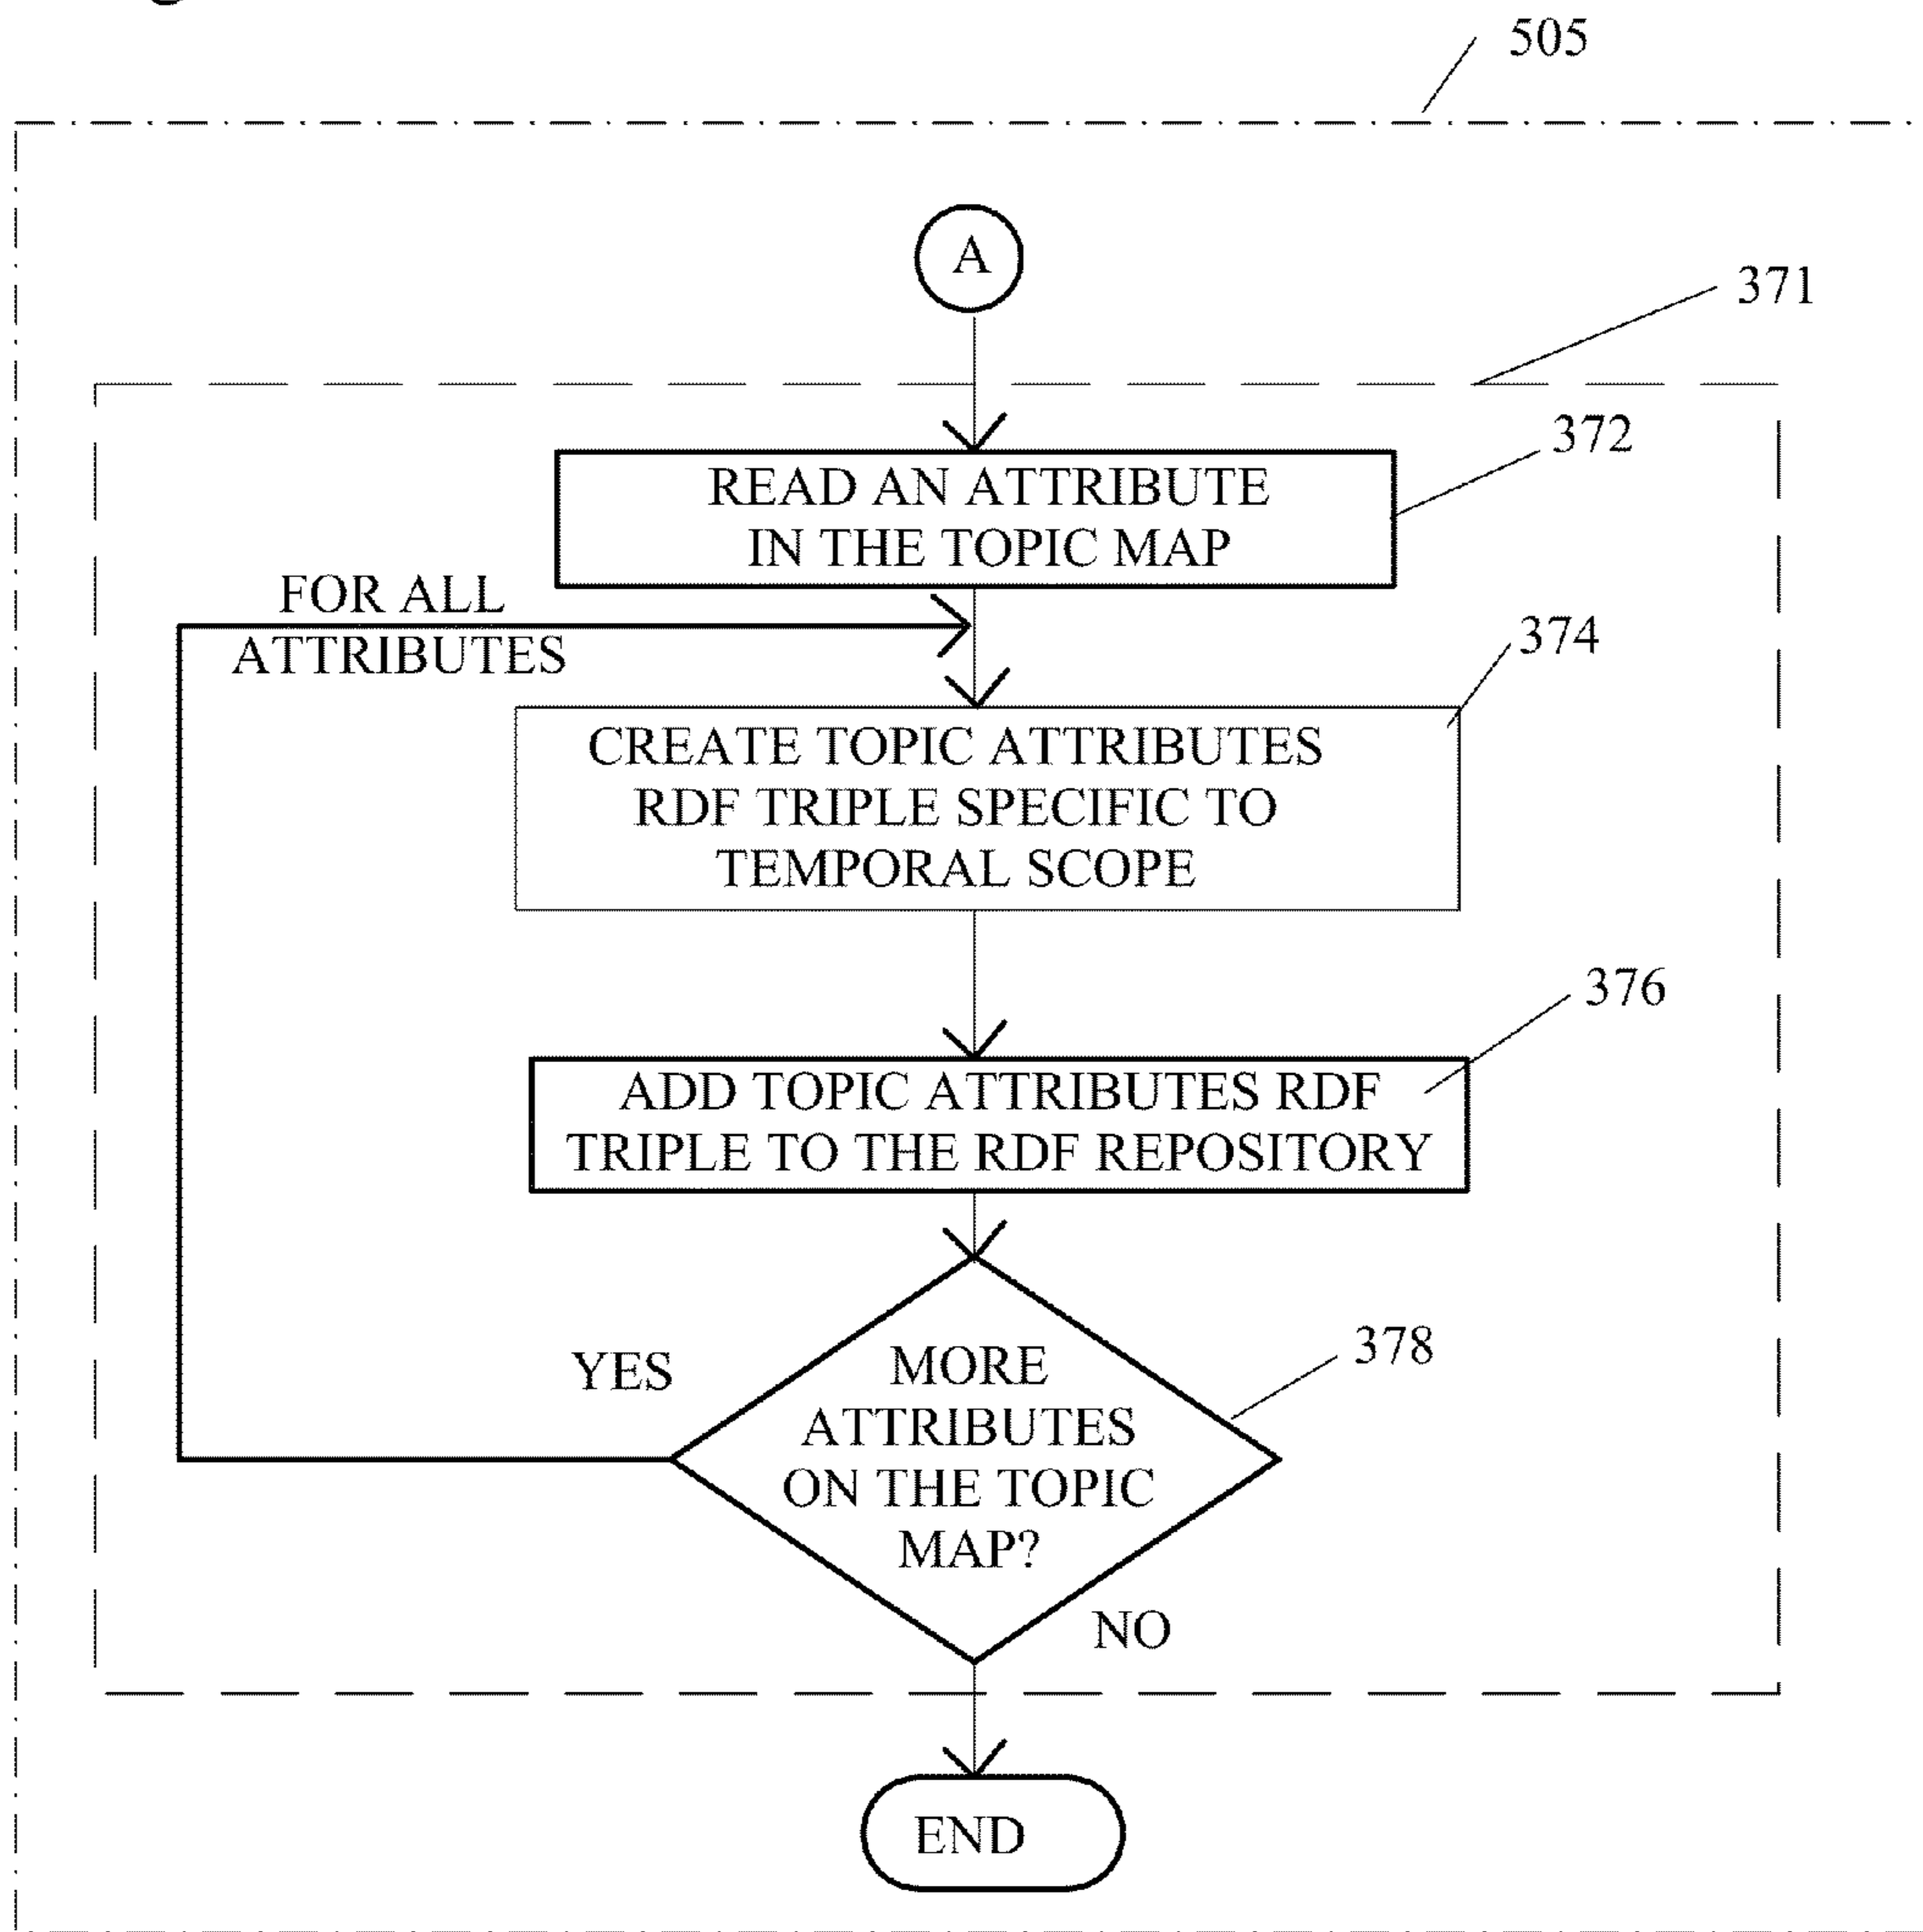 505
A
371
372
READ AN ATTRIBUTE
IN THE TOPIC MAP
FOR ALL
ATTRIBUTES
374
CREATE TOPIC ATTRIBUTES
RDF TRIPLE SPECIFIC TO
TEMPORAL SCOPE
376
ADD TOPIC ATTRIBUTES RDF
TRIPLE TO THE RDF REPOSITORY
378
YES
MORE
ATTRIBUTES
ON THE TOPIC
MAP?
NO
END